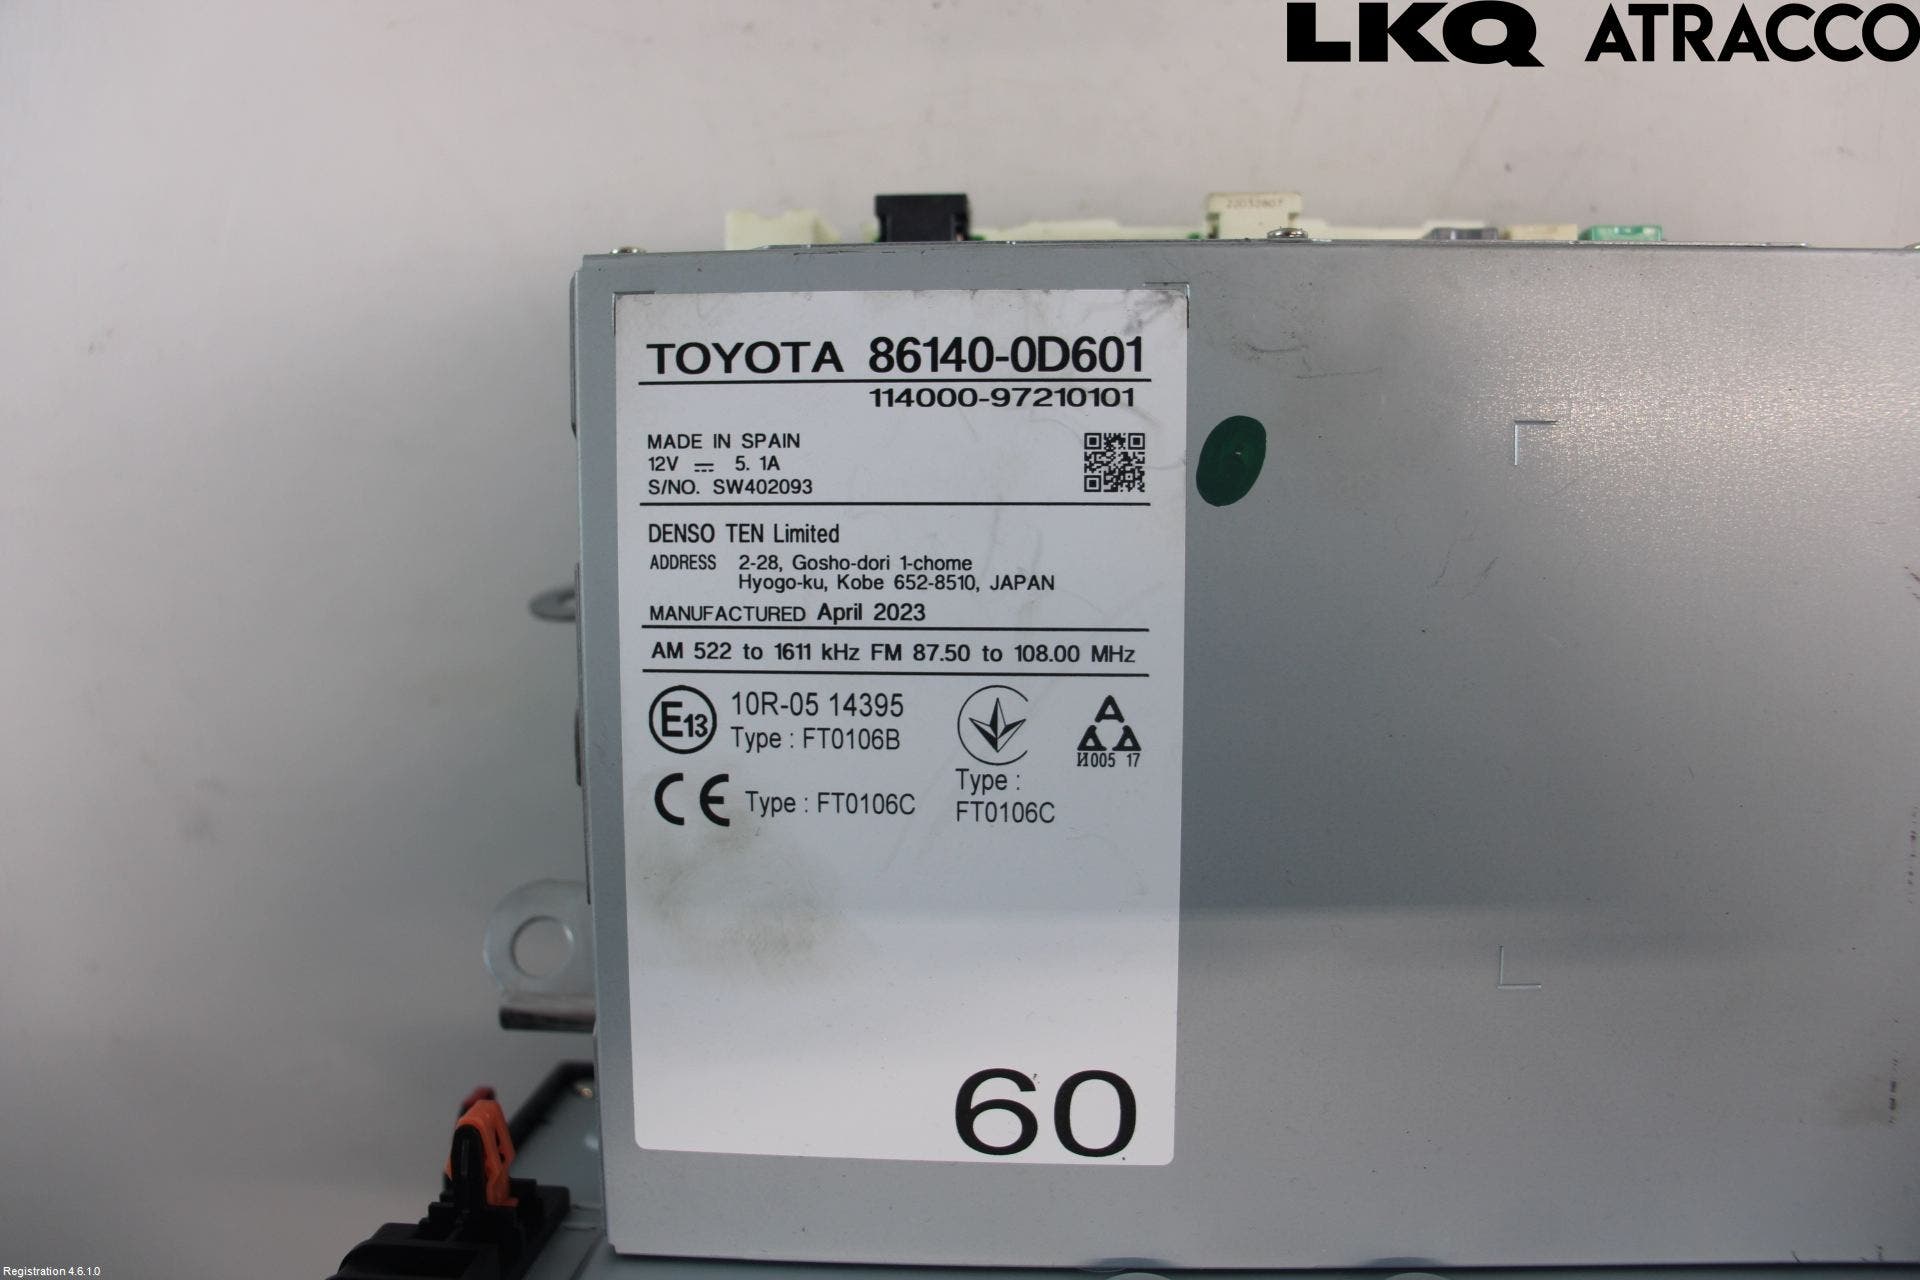 LKQ ATRACCO
22032807
TOYOTA 86140-0D601
114000-97210101
MADE IN SPAIN
12V ⎓ 5. 1A
S/NO. SW402093
DENSO TEN Limited
ADDRESS 2-28, Gosho-dori 1-chome
Hyogo-ku, Kobe 652-8510, JAPAN
MANUFACTURED April 2023
AM 522 to 1611 kHz FM 87.50 to 108.00 MHz
E13 10R-05 14395
Type : FT0106B
И005 17
CE Type : FT0106C
Type :
FT0106C
60
Registration 4.6.1.0